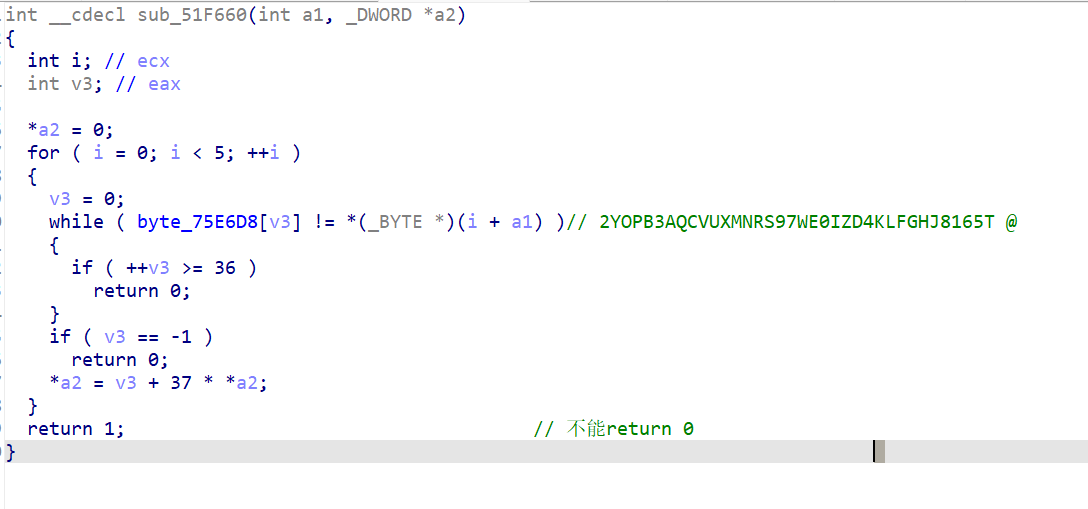 int __cdecl sub_51F660(int a1, _DWORD *a2)
{
  int i; // ecx
  int v3; // eax

  *a2 = 0;
  for ( i = 0; i < 5; ++i )
  {
    v3 = 0;
    while ( byte_75E6D8[v3] != *(_BYTE *)(i + a1) )// 2YOPB3AQCVUXMNRS97WE0IZD4KLFGHJ8165T @
    {
      if ( ++v3 >= 36 )
        return 0;
    }
    if ( v3 == -1 )
      return 0;
    *a2 = v3 + 37 * *a2;
  }
  return 1;                                     // 不能return 0
}